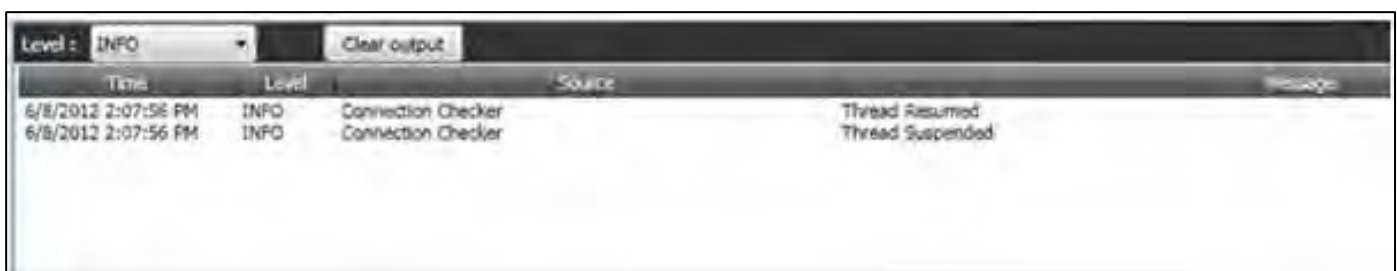 Level : INFO Clear output
Time Level Source Message
6/8/2012 2:07:56 PM INFO Connection Checker Thread Resumed
6/8/2012 2:07:56 PM INFO Connection Checker Thread Suspended